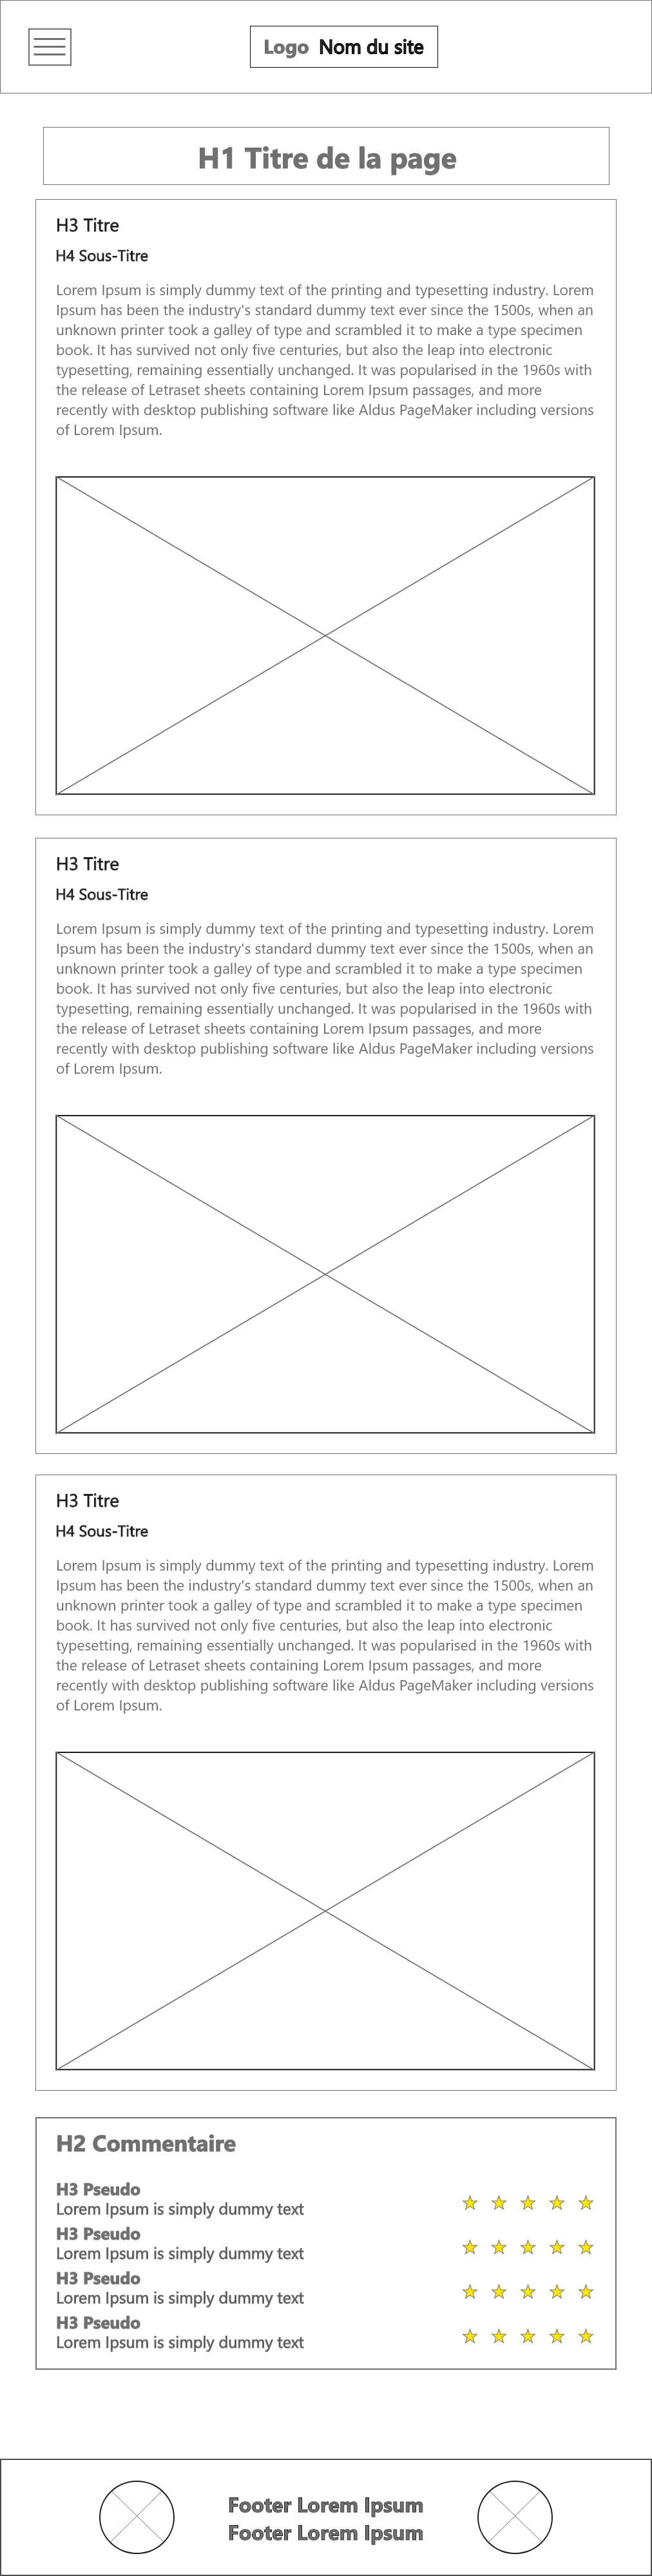 Logo Nom du site
H1 Titre de la page
H3 Titre
H4 Sous-Titre
Lorem Ipsum is simply dummy text of the printing and typesetting industry. Lorem
Ipsum has been the industry's standard dummy text ever since the 1500s, when an
unknown printer took a galley of type and scrambled it to make a type specimen
book. It has survived not only five centuries, but also the leap into electronic
typesetting, remaining essentially unchanged. It was popularised in the 1960s with
the release of Letraset sheets containing Lorem Ipsum passages, and more
recently with desktop publishing software like Aldus PageMaker including versions
of Lorem Ipsum.
H3 Titre
H4 Sous-Titre
Lorem Ipsum is simply dummy text of the printing and typesetting industry. Lorem
Ipsum has been the industry's standard dummy text ever since the 1500s, when an
unknown printer took a galley of type and scrambled it to make a type specimen
book. It has survived not only five centuries, but also the leap into electronic
typesetting, remaining essentially unchanged. It was popularised in the 1960s with
the release of Letraset sheets containing Lorem Ipsum passages, and more
recently with desktop publishing software like Aldus PageMaker including versions
of Lorem Ipsum.
H3 Titre
H4 Sous-Titre
Lorem Ipsum is simply dummy text of the printing and typesetting industry. Lorem
Ipsum has been the industry's standard dummy text ever since the 1500s, when an
unknown printer took a galley of type and scrambled it to make a type specimen
book. It has survived not only five centuries, but also the leap into electronic
typesetting, remaining essentially unchanged. It was popularised in the 1960s with
the release of Letraset sheets containing Lorem Ipsum passages, and more
recently with desktop publishing software like Aldus PageMaker including versions
of Lorem Ipsum.
H2 Commentaire
H3 Pseudo
Lorem Ipsum is simply dummy text
H3 Pseudo
Lorem Ipsum is simply dummy text
H3 Pseudo
Lorem Ipsum is simply dummy text
H3 Pseudo
Lorem Ipsum is simply dummy text
Footer Lorem Ipsum
Footer Lorem Ipsum